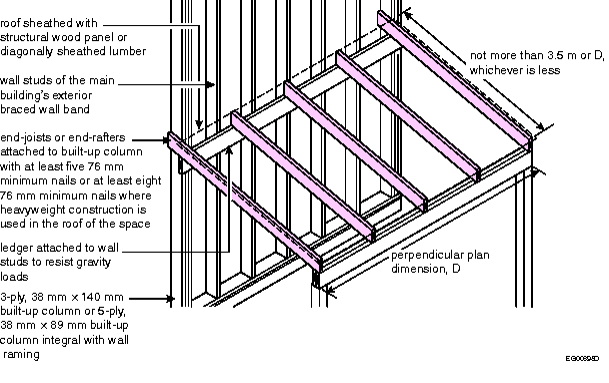 roof sheathed with
structural wood panel or
diagonally sheathed lumber
wall studs of the main
building's exterior
braced wall band
end-joists or end-rafters
attached to built-up column
with at least five 76 mm
minimum nails or at least eight
76 mm minimum nails where
heavyweight construction is
used in the roof of the space
ledger attached to wall
studs to resist gravity
loads
3-ply, 38 mm × 140 mm
built-up column or 5-ply,
38 mm × 89 mm built-up
column integral with wall
raming
not more than 3.5 m or D,
whichever is less
perpendicular plan
dimension, D
EG00898D